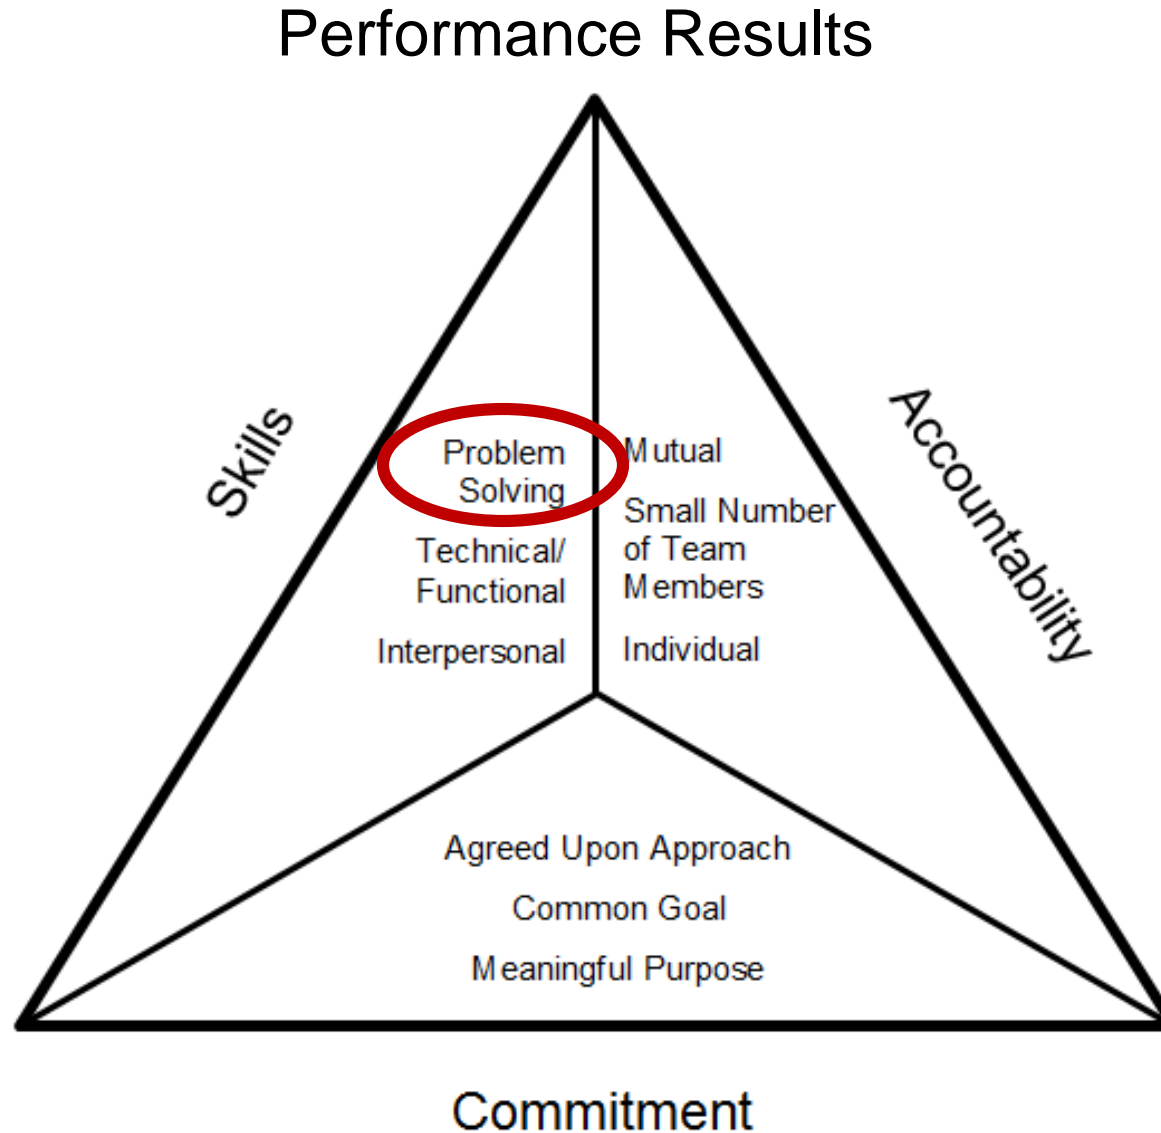 Performance Results
Skills
Accountability
Problem
Solving
Technical/
Functional
Interpersonal
Mutual
Small Number
of Team
Members
Individual
Agreed Upon Approach
Common Goal
Meaningful Purpose
Commitment